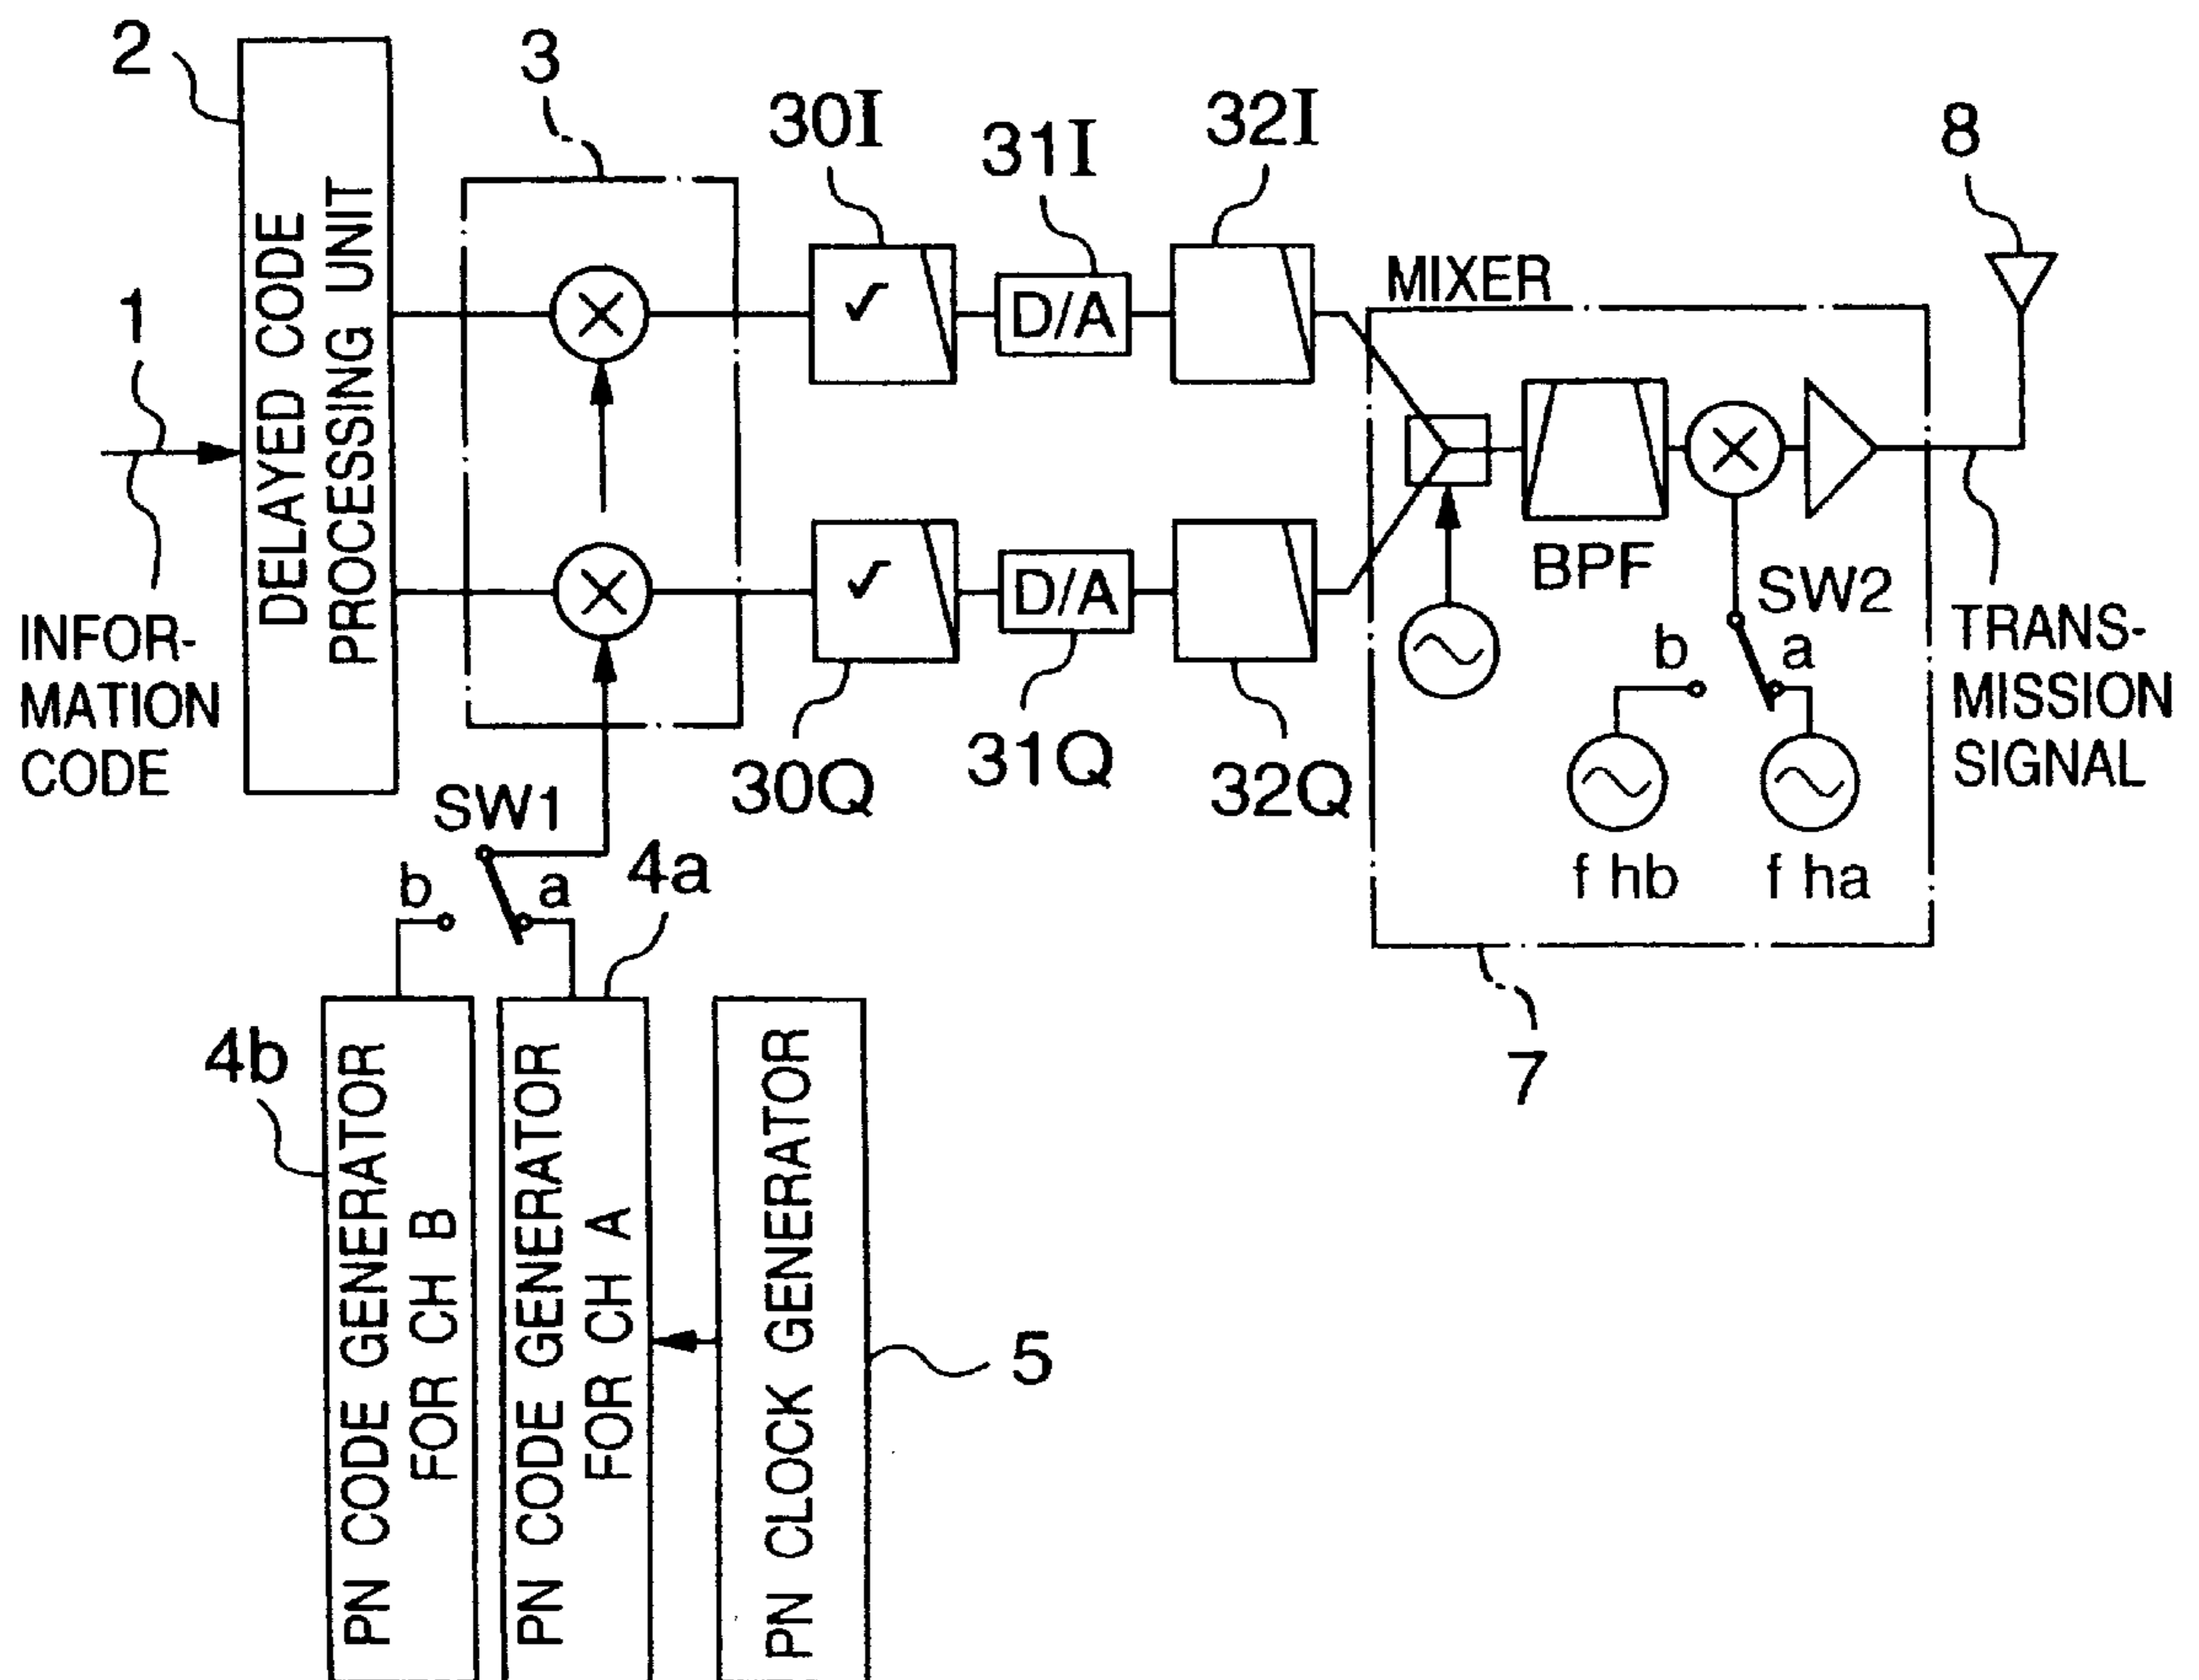 2
3
30I
31I
32I
8
1
DELAYED CODE
PROCESSING UNIT
MIXER
D/A
D/A
BPF
SW2
b
a
INFOR-
MATION
CODE
TRANS-
MISSION
SIGNAL
30Q
31Q
32Q
f hb
f ha
SW1
b
a
4a
7
4b
PN CODE GENERATOR
FOR CH B
PN CODE GENERATOR
FOR CH A
PN CLOCK GENERATOR
5